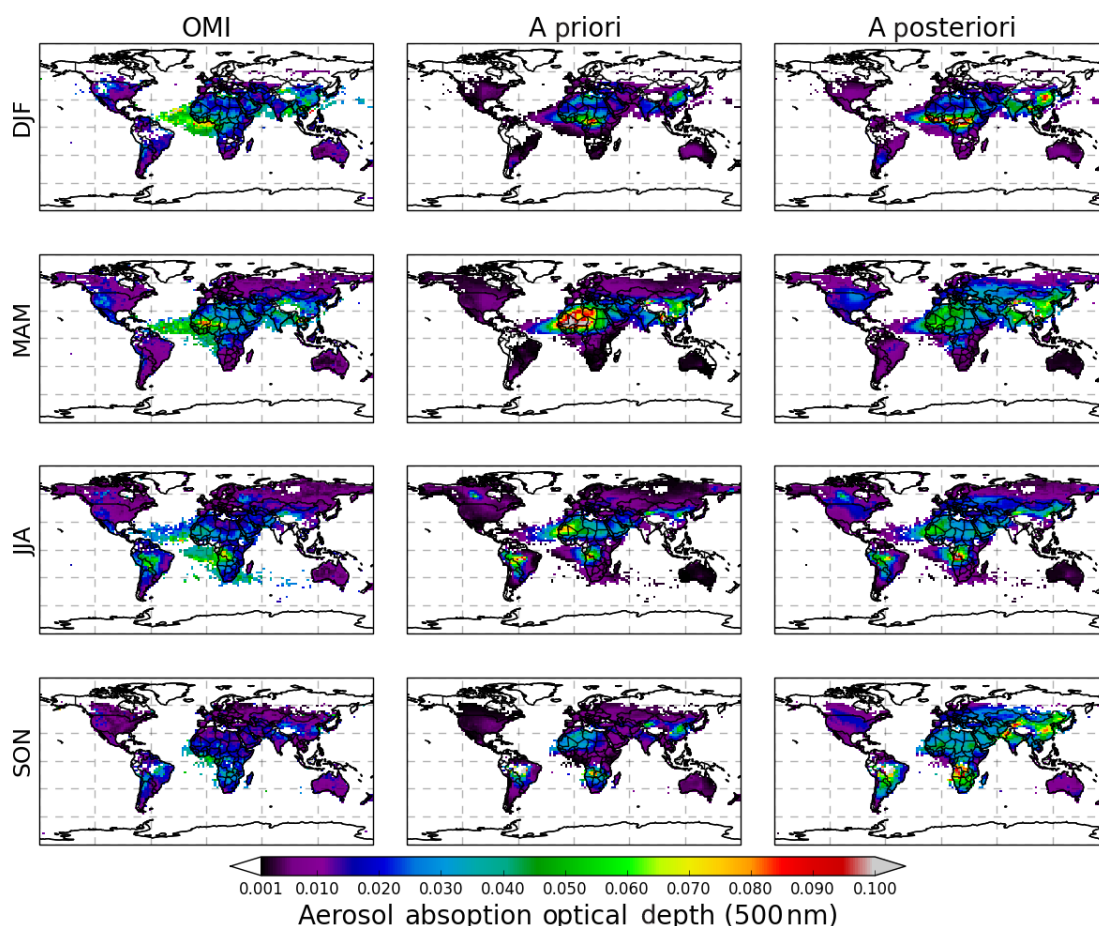 OMI A priori A posteriori
DJF
MAM
JJA
SON
0.001 0.010 0.020 0.030 0.040 0.050 0.060 0.070 0.080 0.090 0.100
Aerosol absoption optical depth (500 nm)